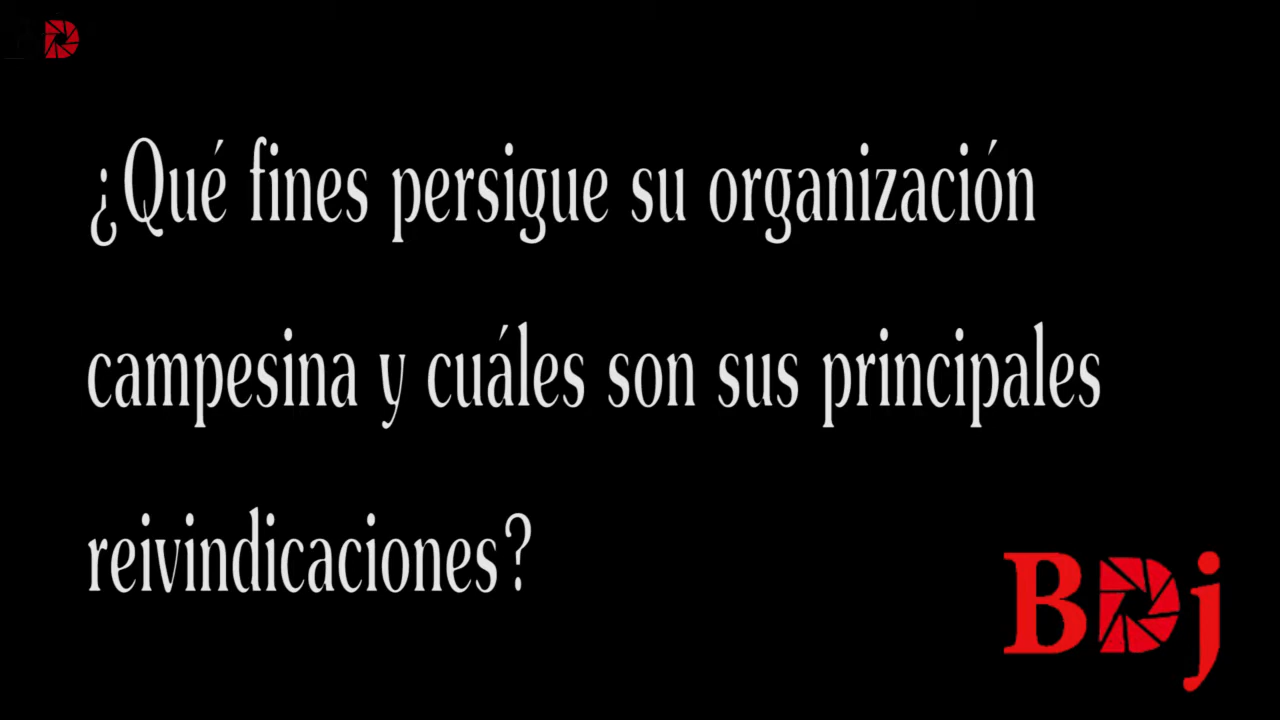 ¿Qué fines persigue su organización
campesina y cuáles son sus principales
reivindicaciones?
BDj
D